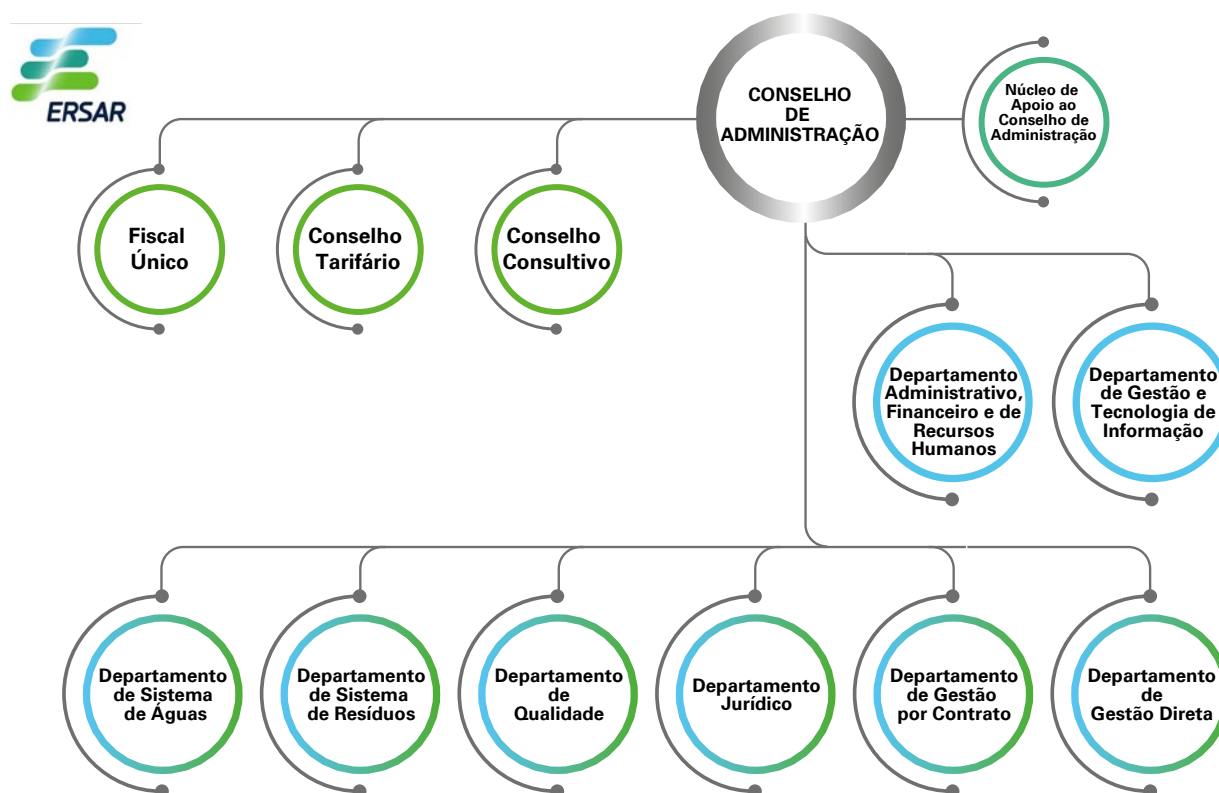 ERSAR
CONSELHO
DE
ADMINISTRAÇÃO
Núcleo de
Apoio ao
Conselho de
Administração
Fiscal
Único
Conselho
Tarifário
Conselho
Consultivo
Departamento
Administrativo,
Financeiro e de
Recursos
Humanos
Departamento
de Gestão e
Tecnologia de
Informação
Departamento
de Sistema
de Águas
Departamento
de Sistema
de Resíduos
Departamento
de
Qualidade
Departamento
Jurídico
Departamento
de Gestão
por Contrato
Departamento
de
Gestão Direta